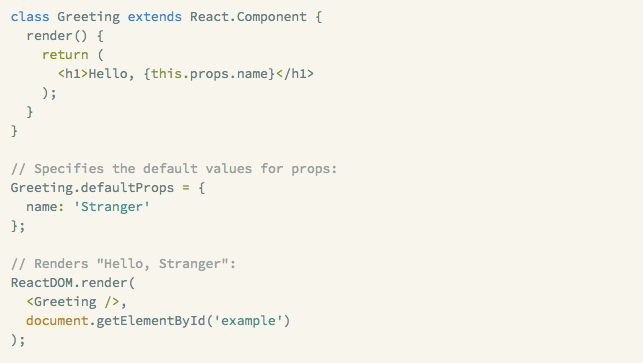 class Greeting extends React.Component {
  render() {
    return (
      <h1>Hello, {this.props.name}</h1>
    );
  }
}

// Specifies the default values for props:
Greeting.defaultProps = {
  name: 'Stranger'
};

// Renders "Hello, Stranger":
ReactDOM.render(
  <Greeting />,
  document.getElementById('example')
);